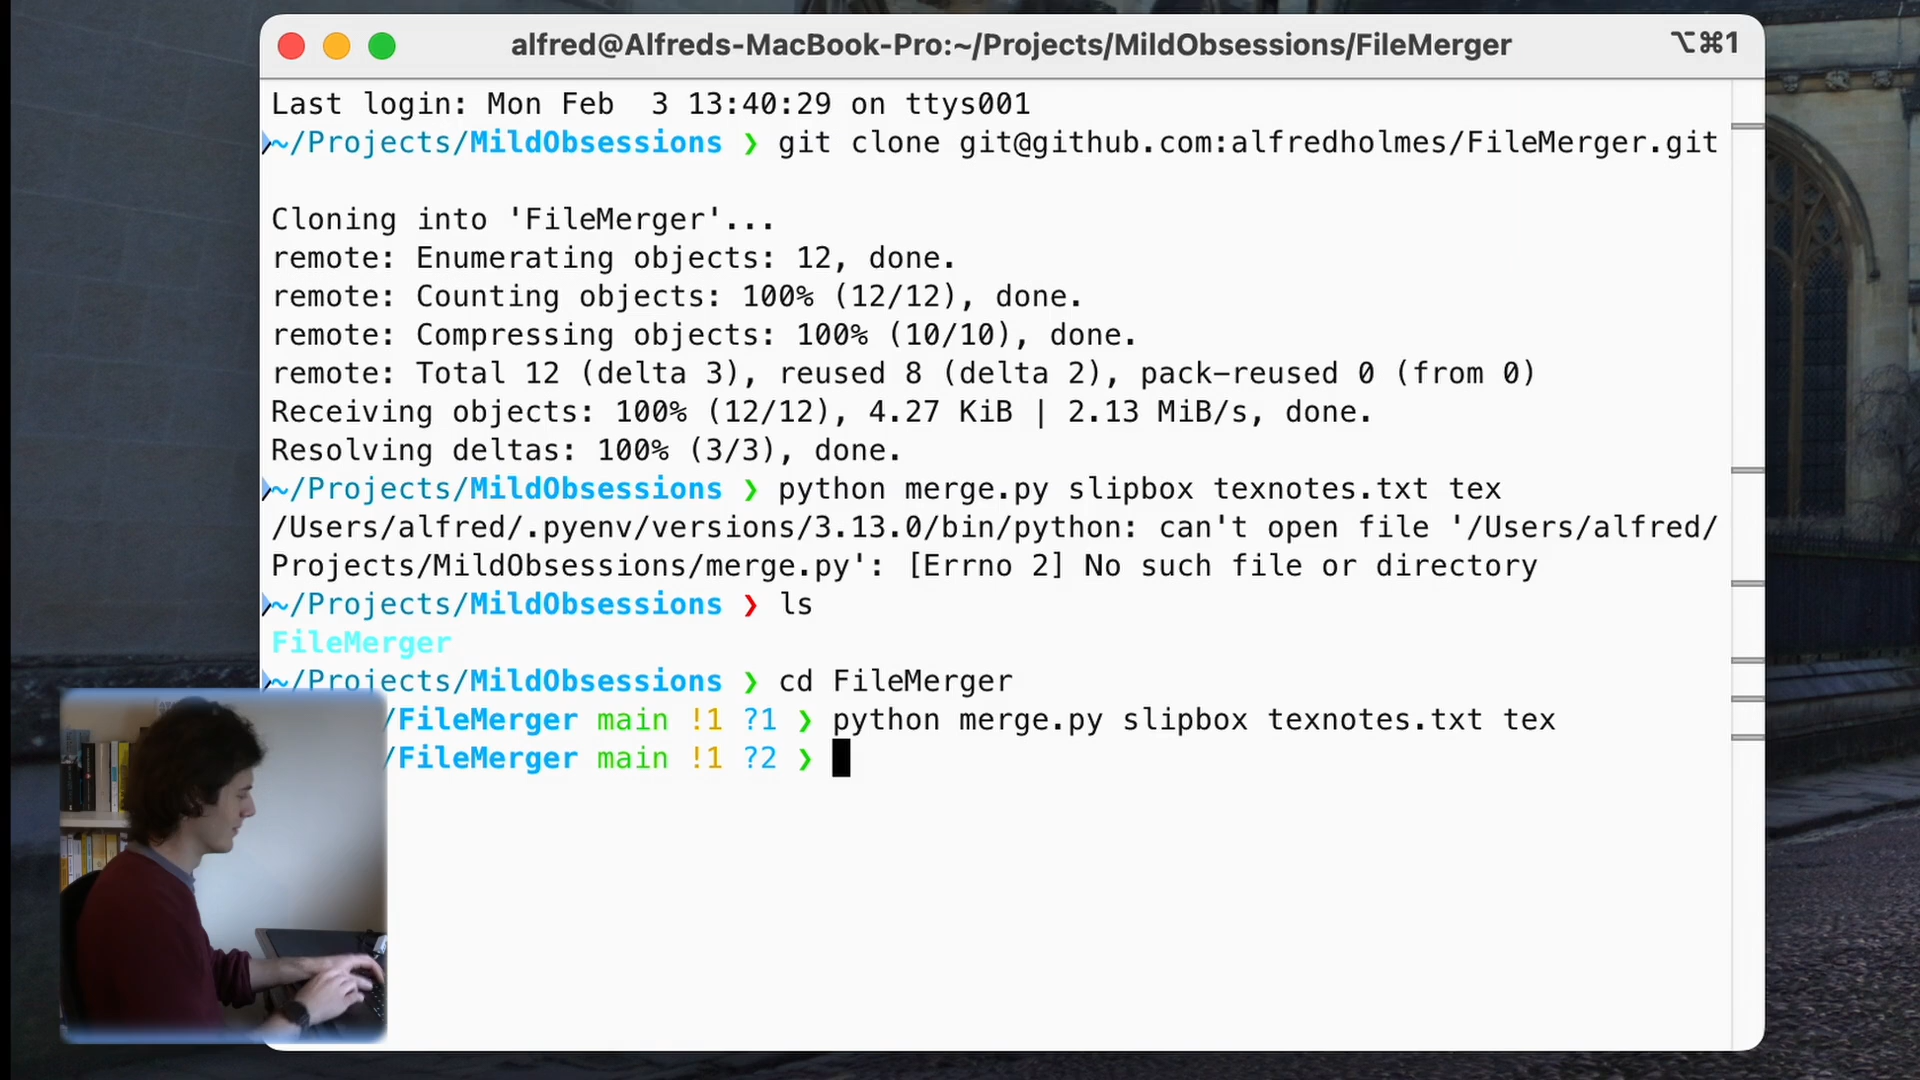 alfred@Alfreds-MacBook-Pro:~/Projects/MildObsessions/FileMerger
⌥⌘1
Last login: Mon Feb  3 13:40:29 on ttys001
~/Projects/MildObsessions ❯ git clone git@github.com:alfredholmes/FileMerger.git
Cloning into 'FileMerger'...
remote: Enumerating objects: 12, done.
remote: Counting objects: 100% (12/12), done.
remote: Compressing objects: 100% (10/10), done.
remote: Total 12 (delta 3), reused 8 (delta 2), pack-reused 0 (from 0)
Receiving objects: 100% (12/12), 4.27 KiB | 2.13 MiB/s, done.
Resolving deltas: 100% (3/3), done.
~/Projects/MildObsessions ❯ python merge.py slipbox texnotes.txt tex
/Users/alfred/.pyenv/versions/3.13.0/bin/python: can't open file '/Users/alfred/
Projects/MildObsessions/merge.py': [Errno 2] No such file or directory
~/Projects/MildObsessions ❯ ls
FileMerger
~/Projects/MildObsessions ❯ cd FileMerger
/FileMerger main !1 ?1 ❯ python merge.py slipbox texnotes.txt tex
/FileMerger main !1 ?2 ❯